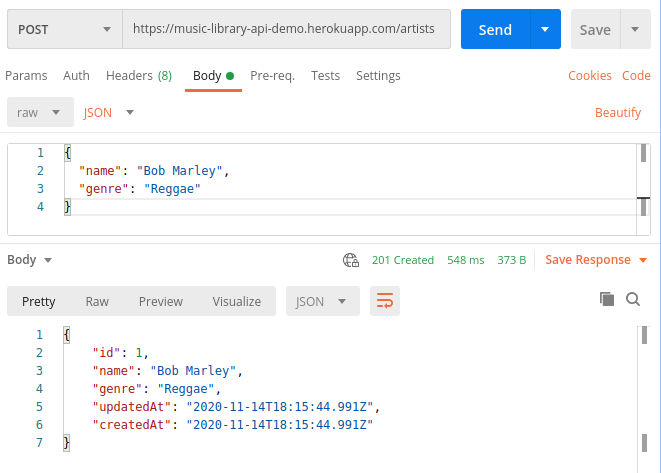 POST https://music-library-api-demo.herokuapp.com/artists Send Save
Params Auth Headers (8) Body Pre-req. Tests Settings Cookies Code
raw JSON Beautify
1 {
2 "name": "Bob Marley",
3 "genre": "Reggae"
4 }
Body 201 Created 548 ms 373 B Save Response
Pretty Raw Preview Visualize JSON
1 {
2 "id": 1,
3 "name": "Bob Marley",
4 "genre": "Reggae",
5 "updatedAt": "2020-11-14T18:15:44.991Z",
6 "createdAt": "2020-11-14T18:15:44.991Z"
7 }